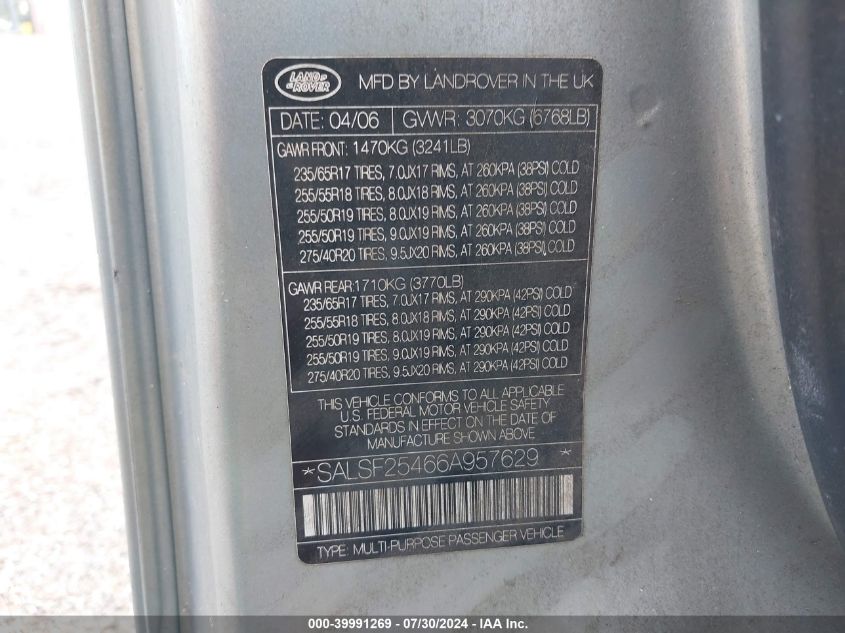 LAND ROVER
MFD BY LANDROVER IN THE UK
DATE: 04/06 GVWR: 3070KG (6768LB)
GAWR FRONT: 1470KG (3241LB)
235/65R17 TIRES, 7.0JX17 RIMS, AT 260KPA (38PSI) COLD
255/55R18 TIRES, 8.0JX18 RIMS, AT 260KPA (38PSI) COLD
255/50R19 TIRES, 8.0JX19 RIMS, AT 260KPA (38PSI) COLD
255/50R19 TIRES, 9.0JX19 RIMS, AT 260KPA (38PSI) COLD
275/40R20 TIRES, 9.5JX20 RIMS, AT 260KPA (38PSI), COLD
GAWR REAR: 1710KG (3770LB)
235/65R17 TIRES, 7.0JX17 RIMS, AT 290KPA (42PSI) COLD
255/55R18 TIRES, 8.0JX18 RIMS, AT 290KPA (42PSI) COLD
255/50R19 TIRES, 8.0JX19 RIMS, AT 290KPA (42PSI) COLD
255/50R19 TIRES, 9.0JX19 RIMS, AT 290KPA (42PSI) COLD
275/40R20 TIRES, 9.5JX20 RIMS, AT 290KPA (42PSI) COLD
THIS VEHICLE CONFORMS TO ALL APPLICABLE
U.S. FEDERAL MOTOR VEHICLE SAFETY
STANDARDS IN EFFECT ON THE DATE OF
MANUFACTURE SHOWN ABOVE
*SALSF25466A957629 *
TYPE: MULTI-PURPOSE PASSENGER VEHICLE
000-39991269 - 07/30/2024 - IAAI.com